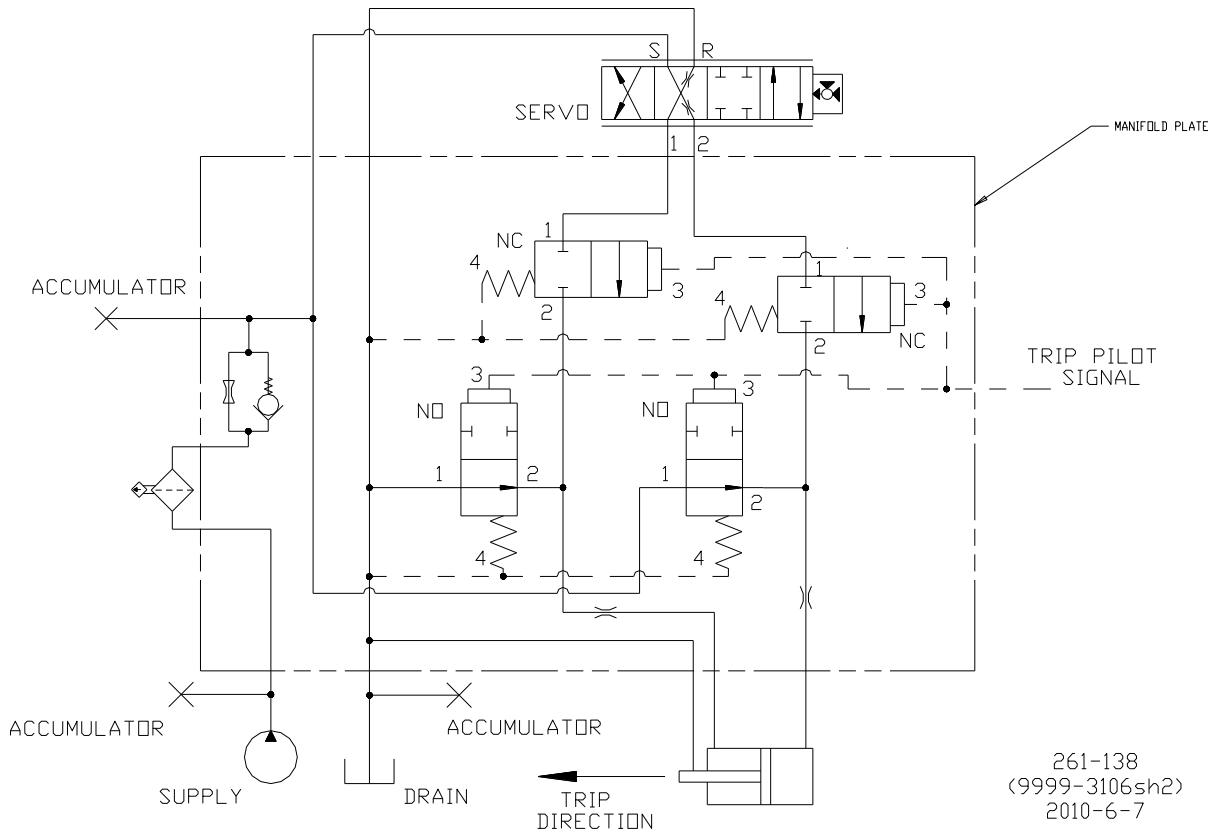 S R
SERVO
1 2
MANIFOLD PLATE
NC 1
4
3
2
ACCUMULATOR
1
4 3
2 NC
TRIP PILOT
SIGNAL
3
NO
1 2
4
3
NO
1
2
4
ACCUMULATOR
ACCUMULATOR
SUPPLY
DRAIN
TRIP
DIRECTION
261-138
(9999-3106sh2)
2010-6-7